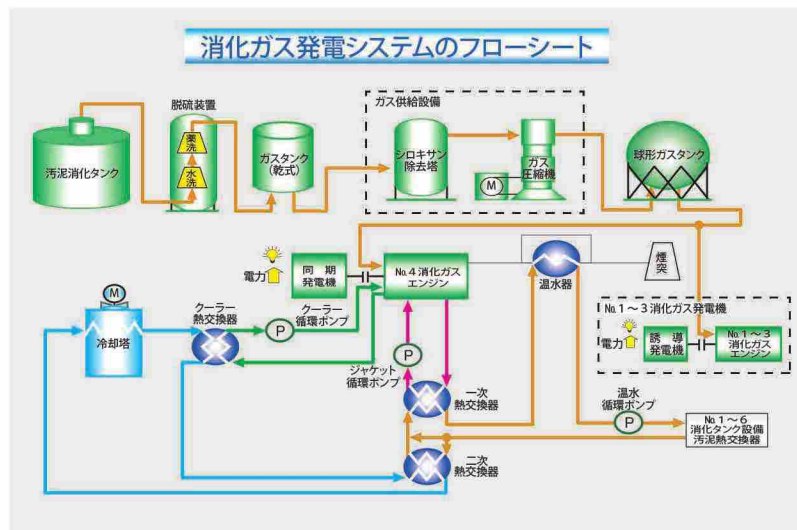 消化ガス発電システムのフローシート
脱硫装置
ガス供給設備
薬洗
水洗
汚泥消化タンク
ガスタンク
(乾式)
シロキサン
除去塔
M
ガス
圧縮機
球形ガスタンク
電力
同期
発電機
No.4 消化ガス
エンジン
温水器
煙突
M
冷却塔
クーラー
熱交換器
P
クーラー
循環ポンプ
P
ジャケット
循環ポンプ
No.1～3 消化ガス発電機
電力
誘導
発電機
No.1～3
消化ガス
エンジン
一次
熱交換器
温水
循環ポンプ
P
No.1～6
消化タンク設備
汚泥熱交換器
二次
熱交換器